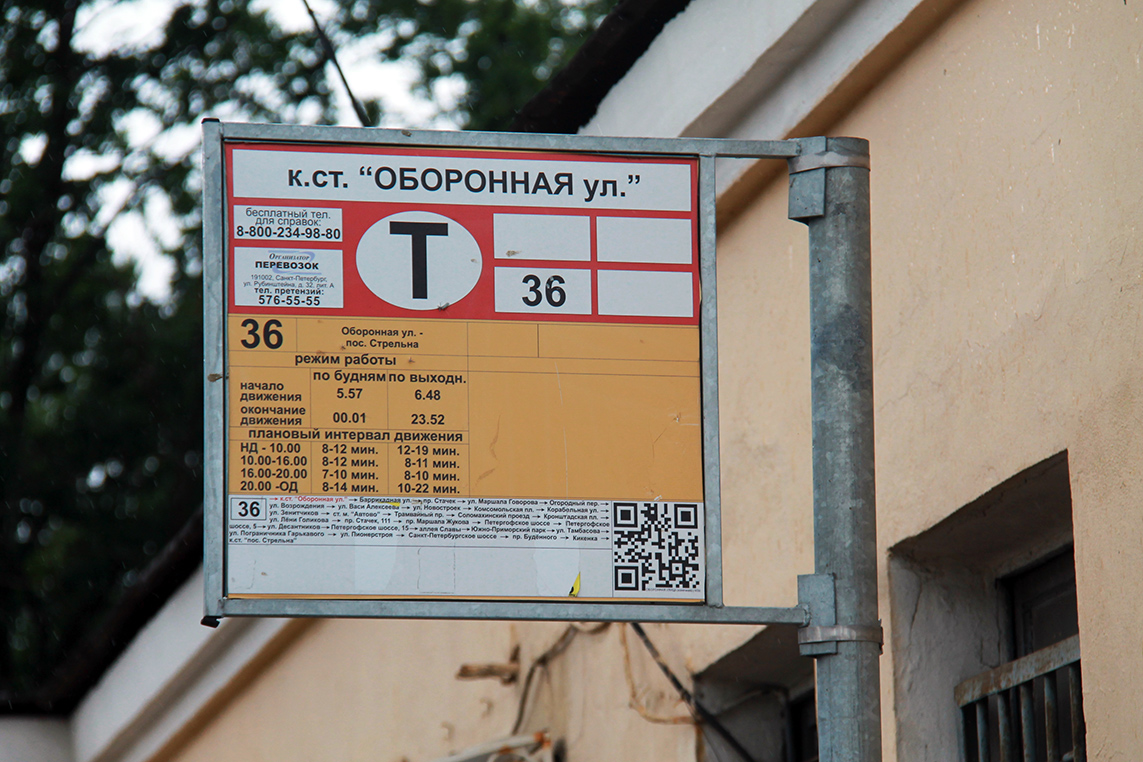 к.ст. “ОБОРОННАЯ ул.”
бесплатный тел.
для справок:
8-800-234-98-80
Организатор
ПЕРЕВОЗОК
191002, Санкт-Петербург,
ул. Рубинштейна, д. 32, лит. А
тел. претензий:
576-55-55
Т
36
36
Оборонная ул. -
пос. Стрельна
режим работы
по будням по выходн.
начало
движения
5.57 6.48
окончание
движения
00.01 23.52
плановый интервал движения
НД - 10.00 8-12 мин. 12-19 мин.
10.00-16.00 8-12 мин. 8-11 мин.
16.00-20.00 7-10 мин. 8-10 мин.
20.00 -ОД 8-14 мин. 10-22 мин.
36
→ к.ст. "Оборонная ул." → Баррикадная ул. → пр. Стачек → ул. Маршала Говорова → Огородный пер. →
ул. Возрождения → ул. Васи Алексеева → ул. Новостроек → Комсомольская пл. → Корабельная ул. →
ул. Зенитчиков → ст. м. "Автово" → Трамвайный пр. → Соломахинский проезд → Кронштадтская пл. →
ул. Лёни Голикова → пр. Стачек, 111 → пр. Маршала Жукова → Петергофское шоссе → Петергофское
шоссе, 5 → ул. Десантников → Петергофское шоссе, 15 → аллея Славы → Южно-Приморский парк → ул. Тамбасова →
ул. Пограничника Гарькавого → ул. Пионерстроя → Санкт-Петербургское шоссе → пр. Будённого → Кикенка →
к.ст. "пос. Стрельна"